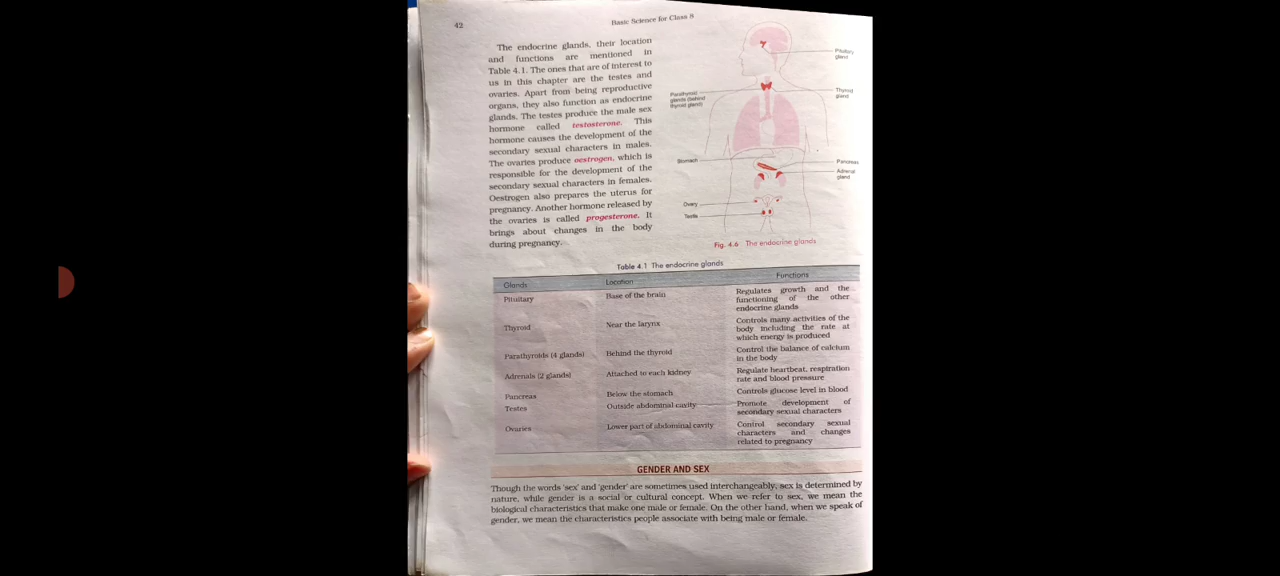 42
Basic Science for Class 8
The endocrine glands, their location
and functions are mentioned in
Table 4.1. The ones that are of interest to
us in this chapter are the testes and
ovaries. Apart from being reproductive
organs, they also function as endocrine
glands. The testes produce the male sex
hormone called testosterone. This
hormone causes the development of the
secondary sexual characters in males.
The ovaries produce oestrogen, which is
responsible for the development of the
secondary sexual characters in females.
Oestrogen also prepares the uterus for
pregnancy. Another hormone released by
the ovaries is called progesterone. It
brings about changes in the body
during pregnancy.
Pituitary
gland
Parathyroid
glands (behind
thyroid gland)
Thyroid
gland
Stomach
Pancreas
Adrenal
gland
Ovary
Testis
Fig. 4.6 The endocrine glands
Table 4.1 The endocrine glands
Glands Location Functions
Pituitary Base of the brain Regulates growth and the
functioning of the other
endocrine glands
Thyroid Near the larynx Controls many activities of the
body including the rate at
which energy is produced
Parathyroids (4 glands) Behind the thyroid Control the balance of calcium
in the body
Adrenals (2 glands) Attached to each kidney Regulate heartbeat, respiration
rate and blood pressure
Pancreas Below the stomach Controls glucose level in blood
Testes Outside abdominal cavity Promote development of
secondary sexual characters
Ovaries Lower part of abdominal cavity Control secondary sexual
characters and changes
related to pregnancy
GENDER AND SEX
Though the words 'sex' and 'gender' are sometimes used interchangeably, sex is determined by
nature, while gender is a social or cultural concept. When we refer to sex, we mean the
biological characteristics that make one male or female. On the other hand, when we speak of
gender, we mean the characteristics people associate with being male or female.